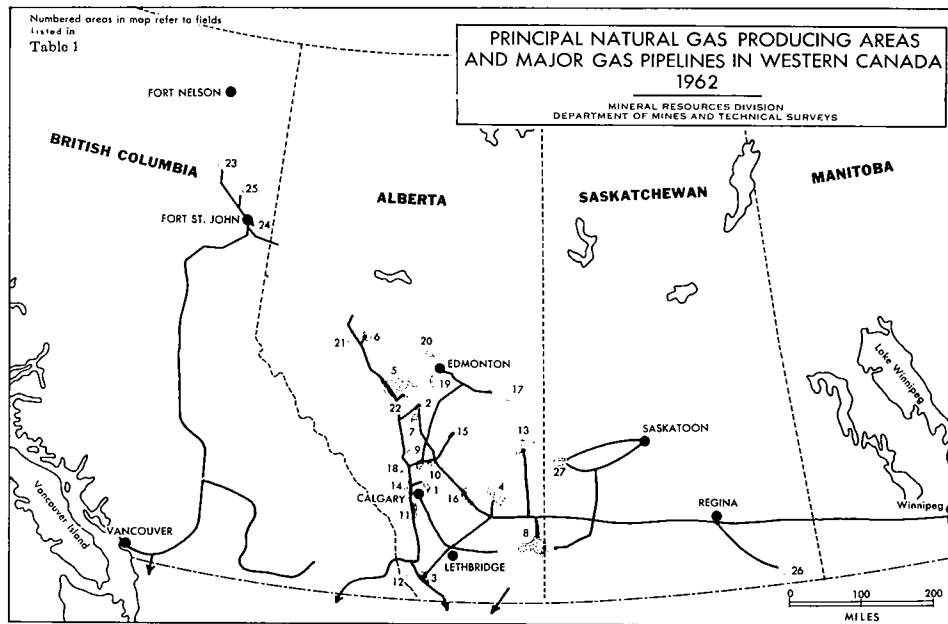 Numbered areas in map refer to fields
listed in
Table 1
PRINCIPAL NATURAL GAS PRODUCING AREAS
AND MAJOR GAS PIPELINES IN WESTERN CANADA
1962
MINERAL RESOURCES DIVISION
DEPARTMENT OF MINES AND TECHNICAL SURVEYS
FORT NELSON
BRITISH COLUMBIA
23
25
FORT ST. JOHN
24
ALBERTA
SASKATCHEWAN
MANITOBA
21
6
20
EDMONTON
5
19
17
22
2
7
15
13
SASKATOON
9
18
10
27
14
CALGARY
1
16
4
11
8
REGINA
Lake Winnipeg
Winnipeg
Vancouver Island
VANCOUVER
LETHBRIDGE
12
3
26
0 100 200
MILES